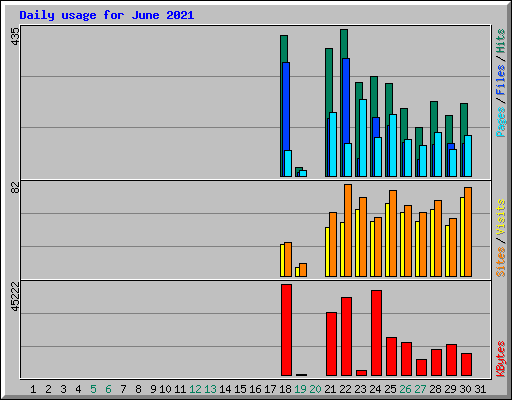 Daily usage for June 2021
435
Pages / Files / Hits
82
Sites / Visits
45222
KBytes
1 2 3 4 5 6 7 8 9 10 11 12 13 14 15 16 17 18 19 20 21 22 23 24 25 26 27 28 29 30 31